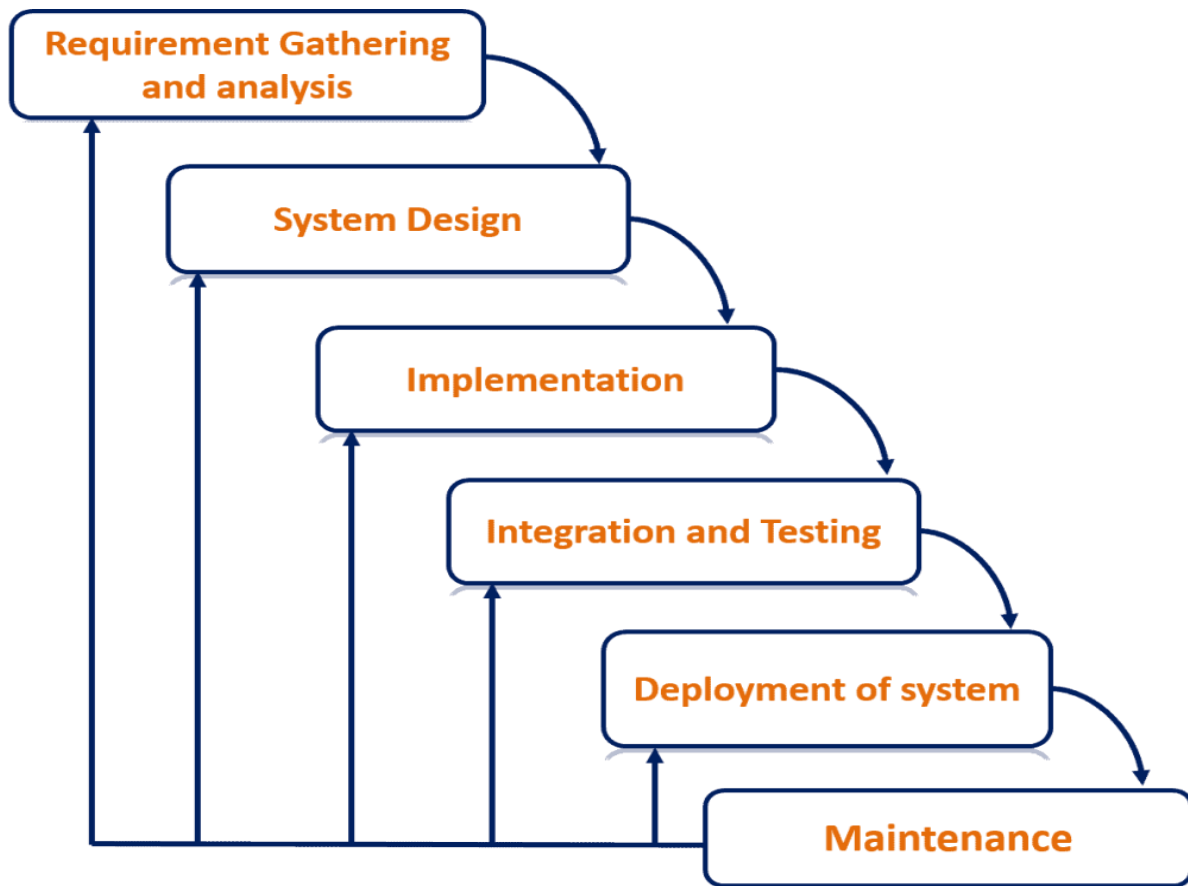 Requirement Gathering
and analysis
System Design
Implementation
Integration and Testing
Deployment of system
Maintenance